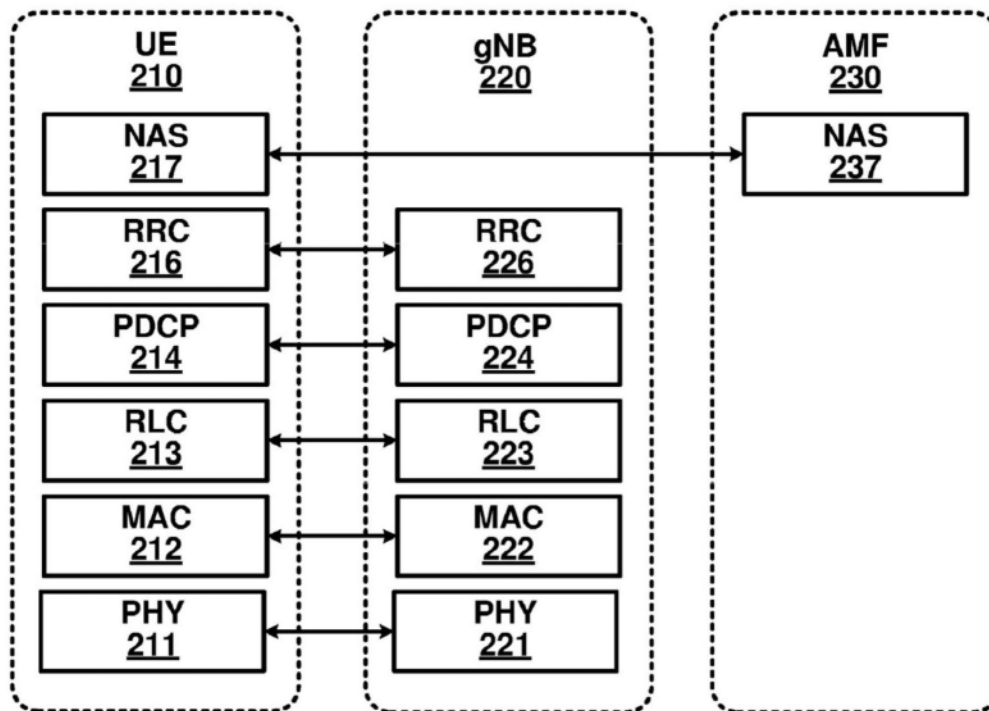 UE
210
gNB
220
AMF
230
NAS
217
NAS
237
RRC
216
RRC
226
PDCP
214
PDCP
224
RLC
213
RLC
223
MAC
212
MAC
222
PHY
211
PHY
221